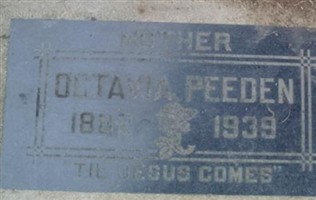 MOTHER
OCTAVIA PEEDEN
1939
"TIL JESUS COMES"